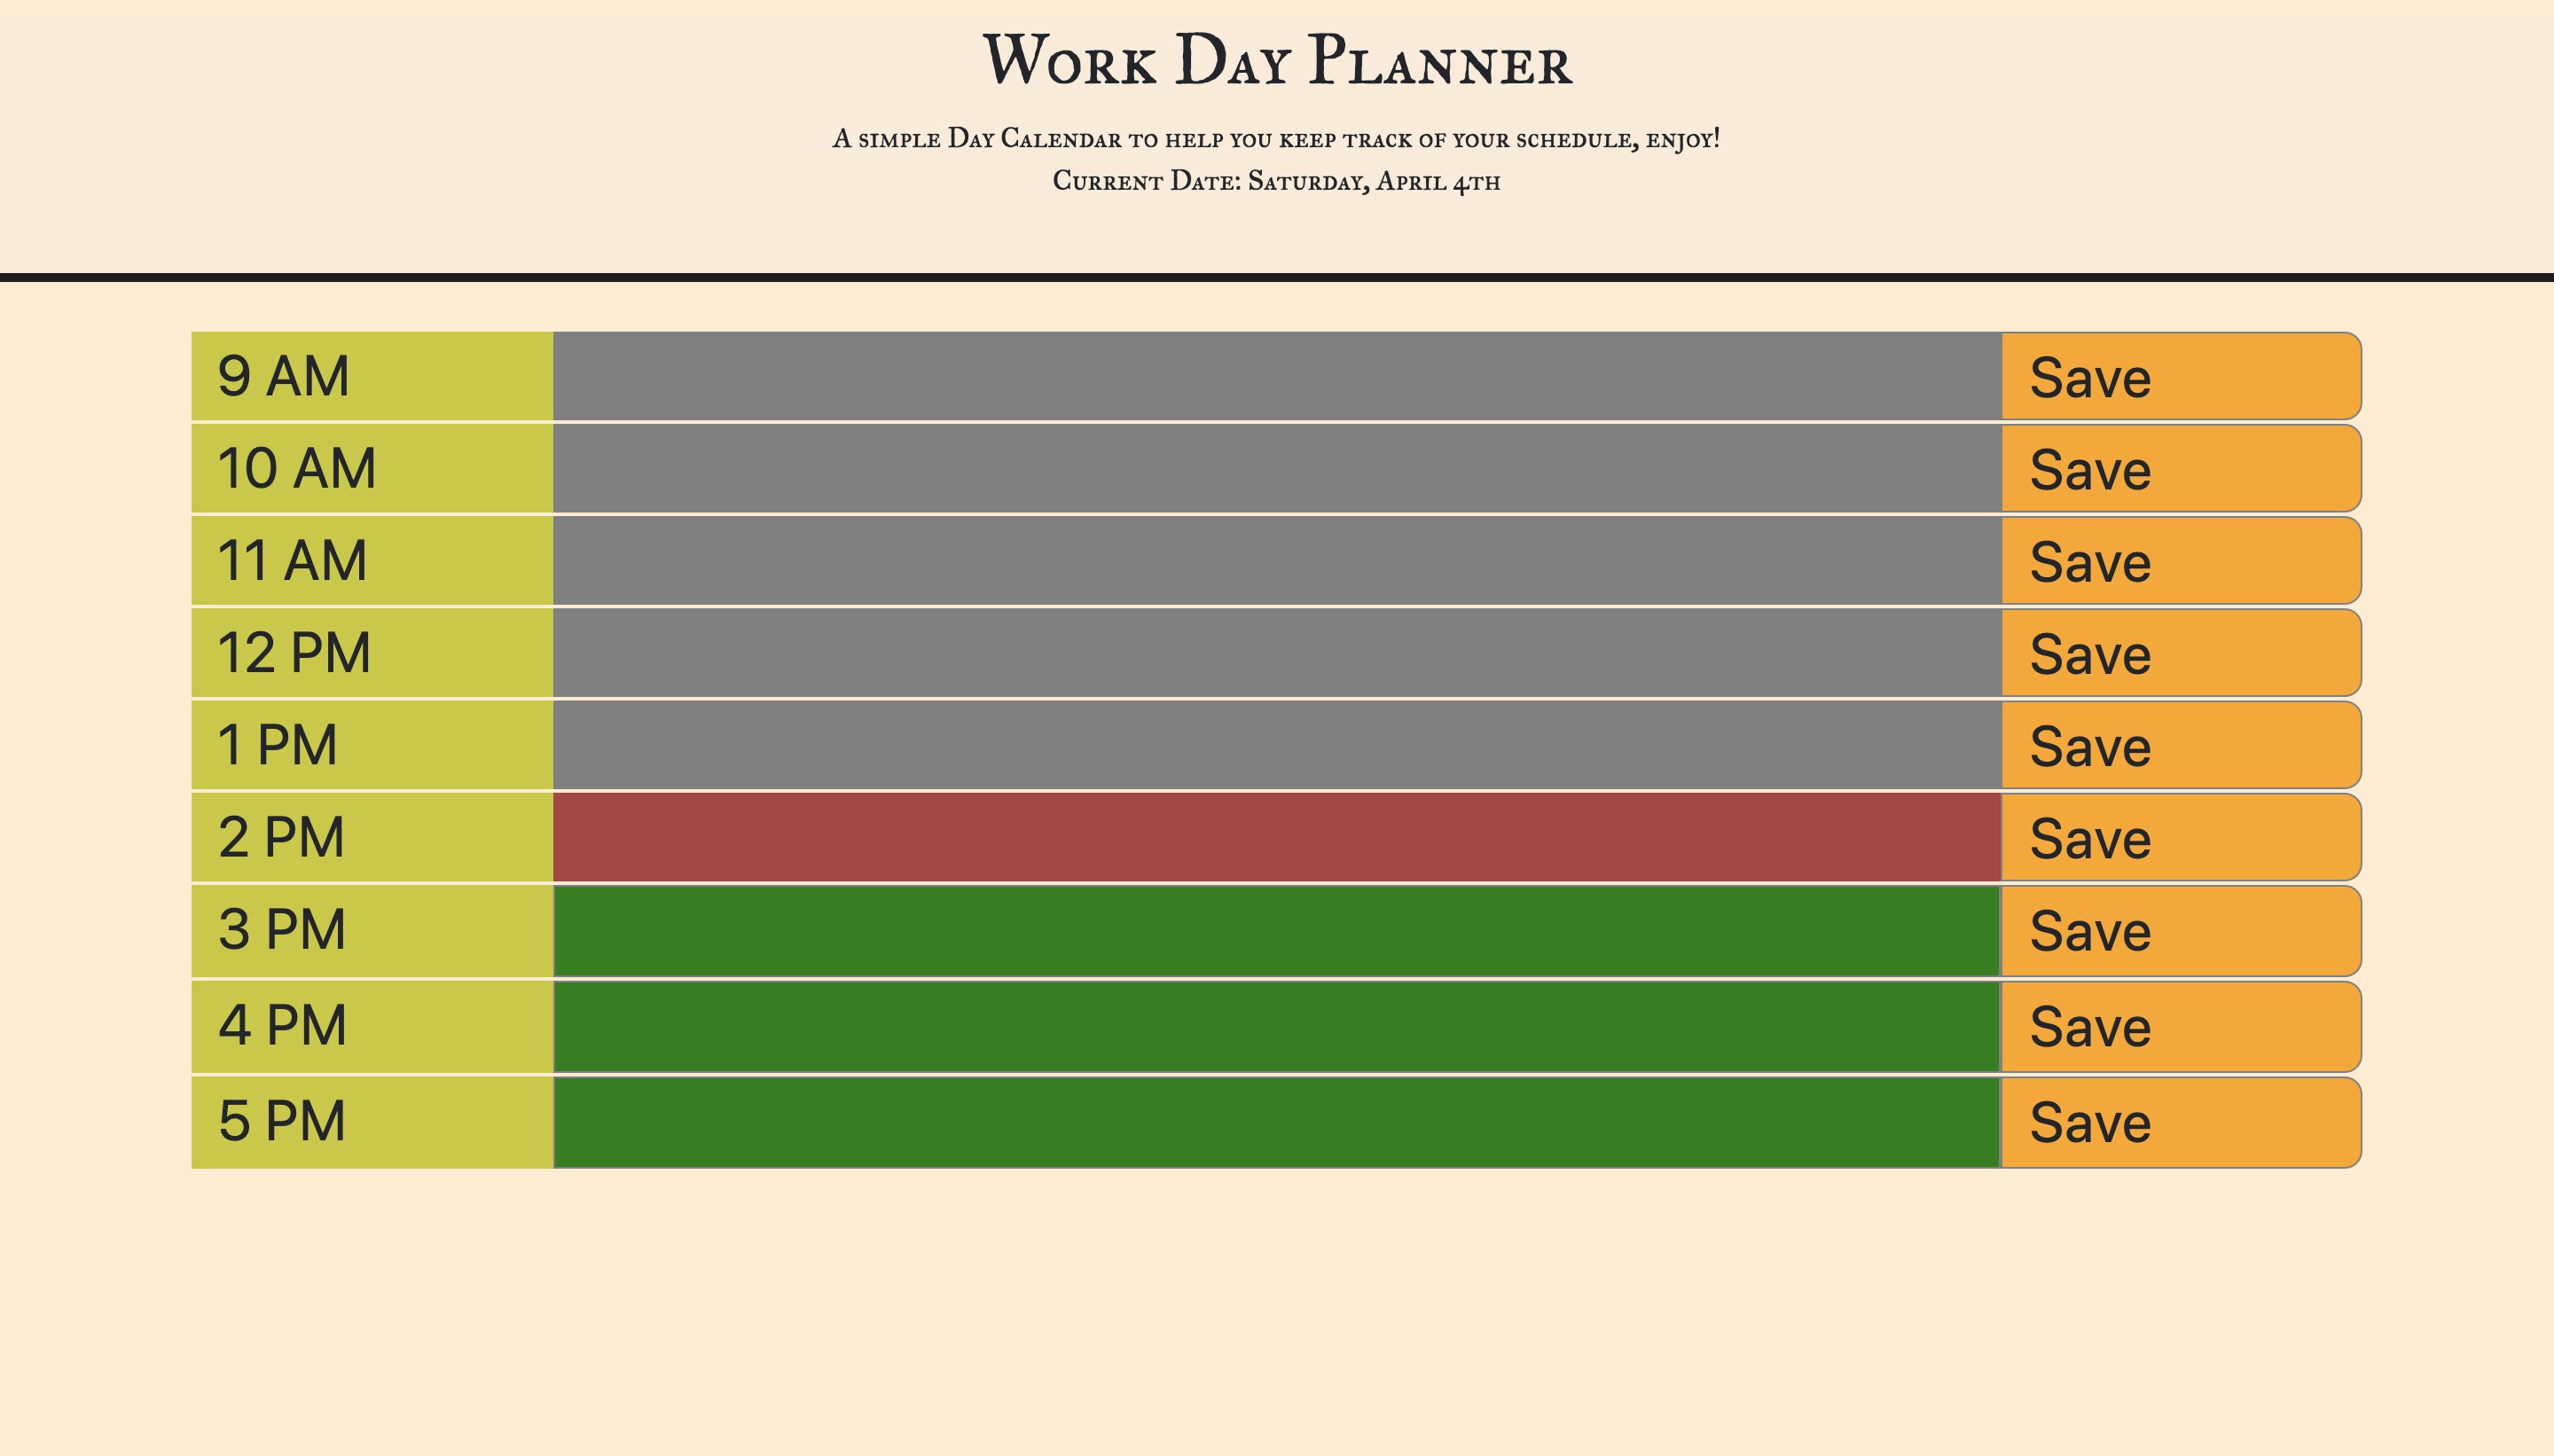 Work Day Planner
A simple Day Calendar to help you keep track of your schedule, enjoy!
Current Date: Saturday, April 4th
9 AM Save
10 AM Save
11 AM Save
12 PM Save
1 PM Save
2 PM Save
3 PM Save
4 PM Save
5 PM Save